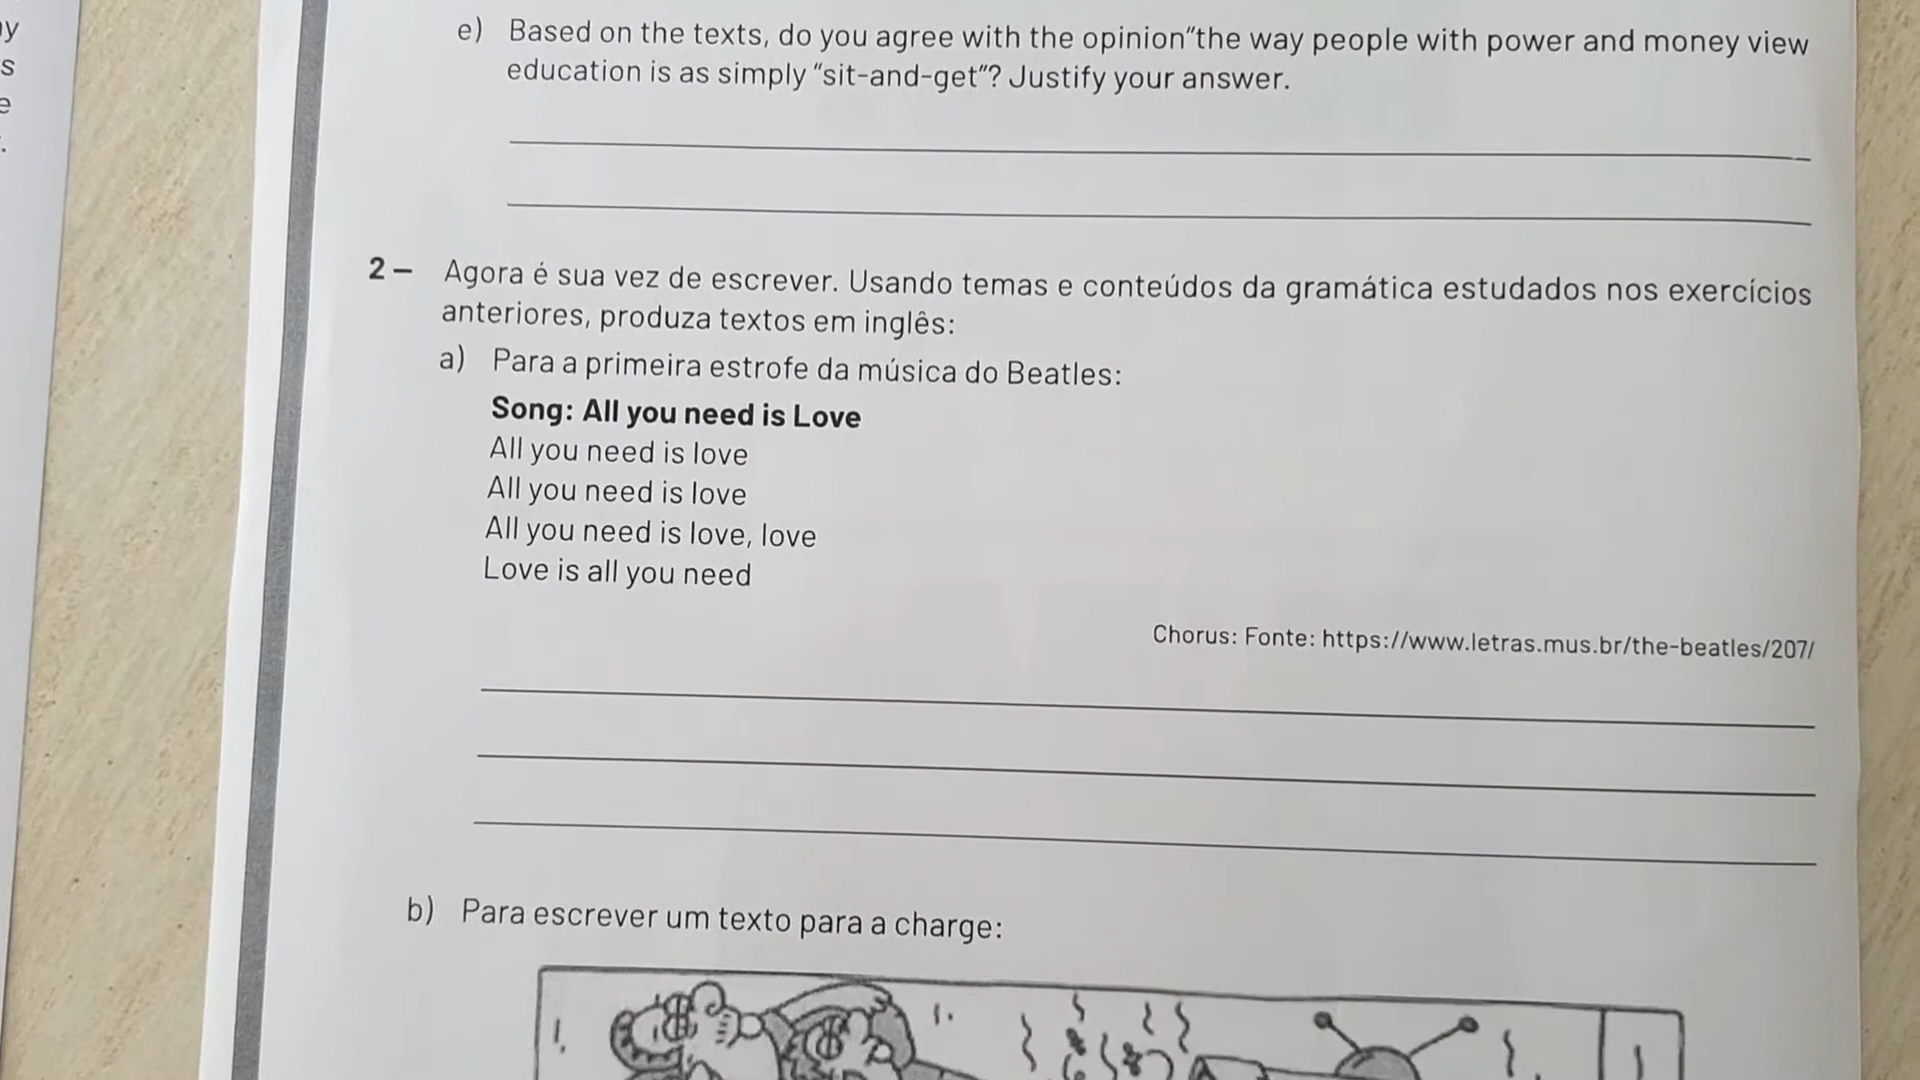 y
s
e
e) Based on the texts, do you agree with the opinion“the way people with power and money view
education is as simply “sit-and-get”? Justify your answer.
2 – Agora é sua vez de escrever. Usando temas e conteúdos da gramática estudados nos exercícios
anteriores, produza textos em inglês:
a) Para a primeira estrofe da música do Beatles:
Song: All you need is Love
All you need is love
All you need is love
All you need is love, love
Love is all you need
Chorus: Fonte: https://www.letras.mus.br/the-beatles/207/
b) Para escrever um texto para a charge: